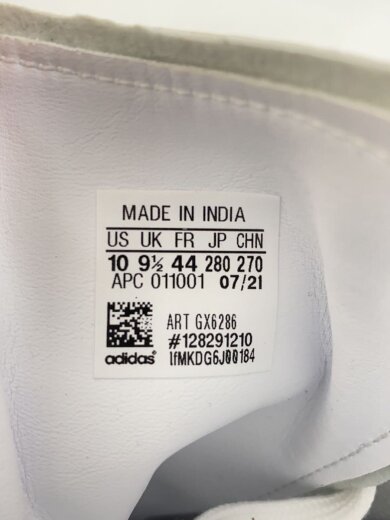 MADE IN INDIA
US UK FR JP CHN
10 9½ 44 280 270
APC 011001 07/21
ART GX6286
#128291210
adidas® lfMKDG6J00184